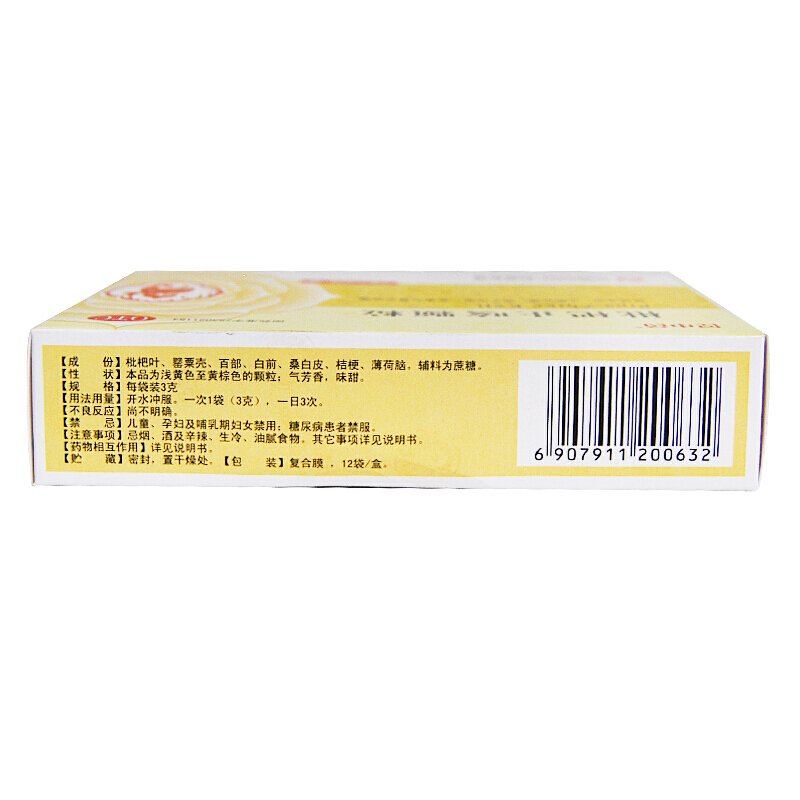 枇杷止咳颗粒
OTC
【成 份】枇杷叶、罂粟壳、百部、白前、桑白皮、桔梗、薄荷脑，辅料为蔗糖。
【性 状】本品为浅黄色至黄棕色的颗粒；气芳香，味甜。
【规 格】每袋装3克
【用法用量】开水冲服。一次1袋（3克），一日3次。
【不良反应】尚不明确。
【禁 忌】儿童、孕妇及哺乳期妇女禁用；糖尿病患者禁服。
【注意事项】忌烟、酒及辛辣、生冷、油腻食物。其它事项详见说明书。
【药物相互作用】详见说明书。
【贮 藏】密封，置干燥处。【包 装】复合膜，12袋/盒。
6 907911 200632